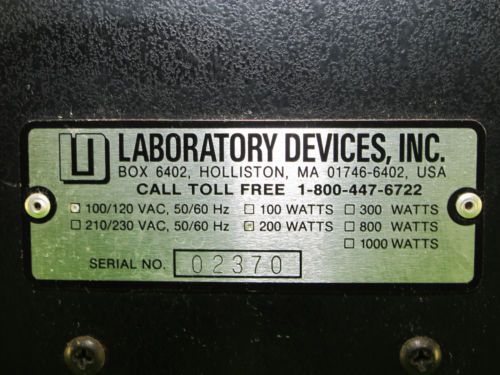 LABORATORY DEVICES, INC.
BOX 6402, HOLLISTON, MA 01746-6402, USA
CALL TOLL FREE 1-800-447-6722
100/120 VAC, 50/60 Hz 100 WATTS 300 WATTS
210/230 VAC, 50/60 Hz 200 WATTS 800 WATTS
1000 WATTS
SERIAL NO. 02370